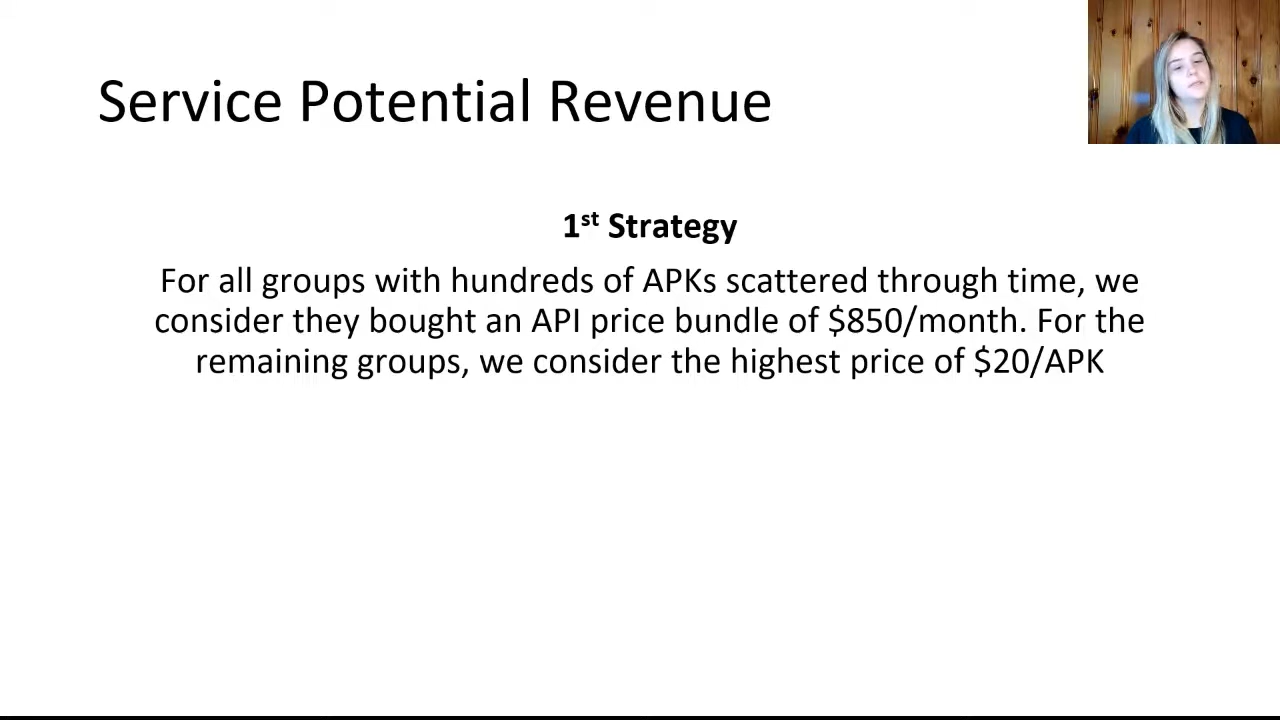 Service Potential Revenue
1st Strategy
For all groups with hundreds of APKs scattered through time, we
consider they bought an API price bundle of $850/month. For the
remaining groups, we consider the highest price of $20/APK